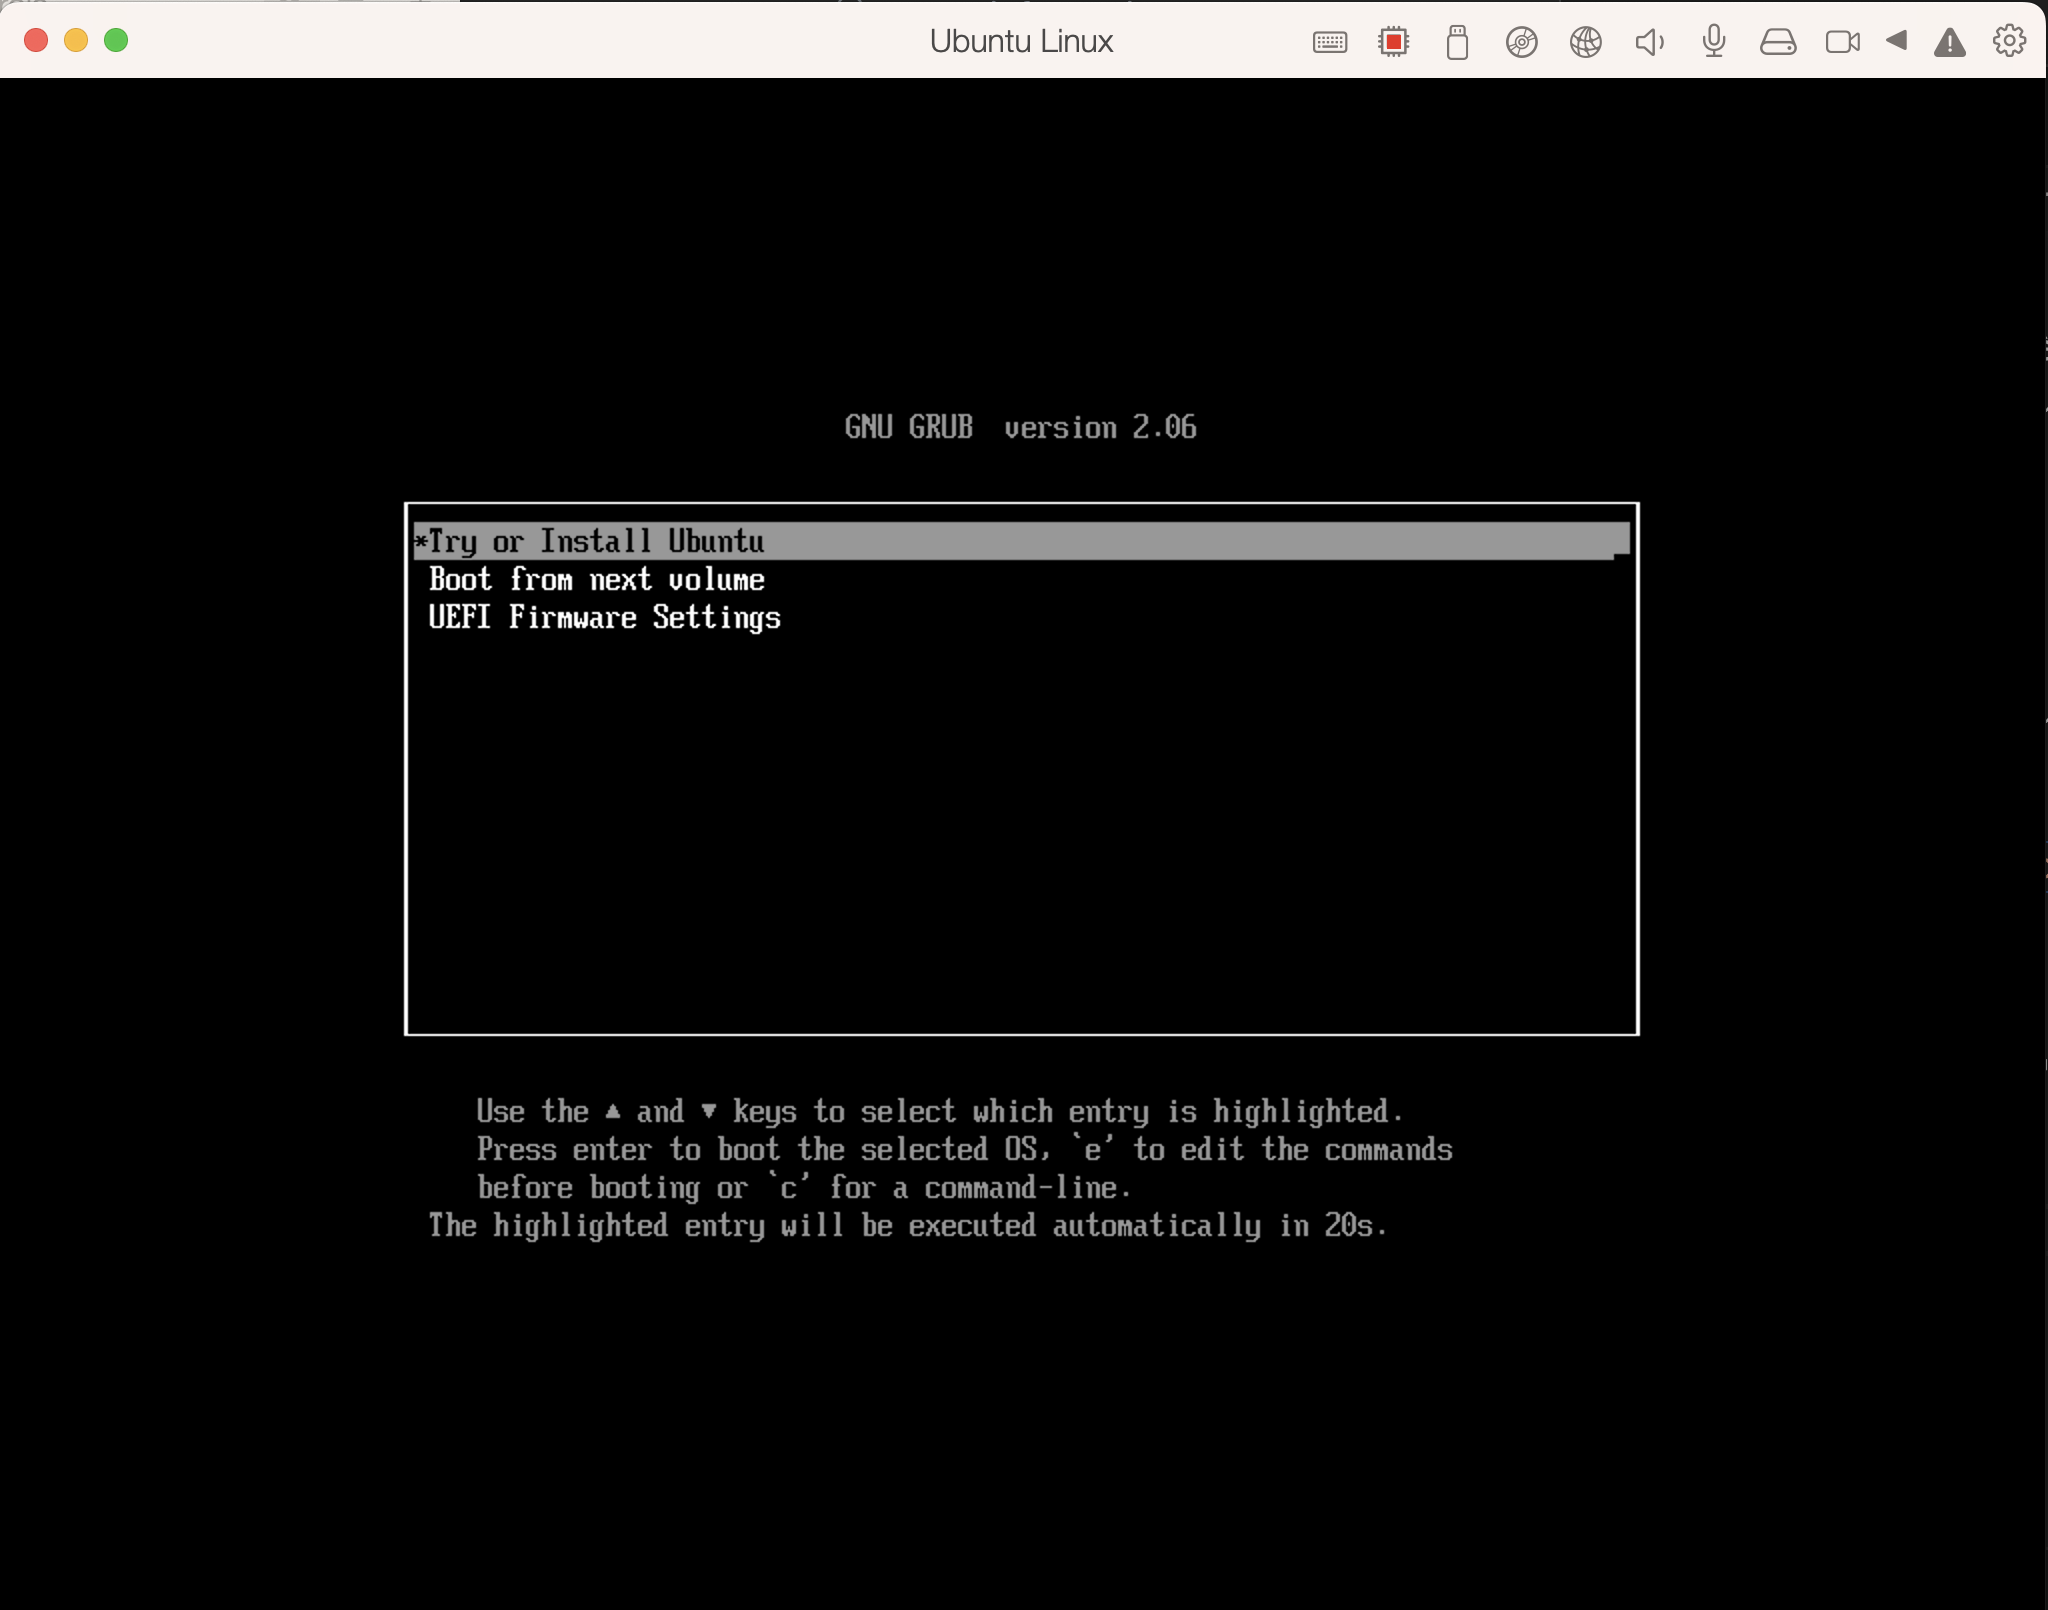 Ubuntu Linux
GNU GRUB  version 2.06
*Try or Install Ubuntu
Boot from next volume
UEFI Firmware Settings
Use the ▲ and ▼ keys to select which entry is highlighted.
Press enter to boot the selected OS, `e' to edit the commands
before booting or `c' for a command-line.
The highlighted entry will be executed automatically in 20s.